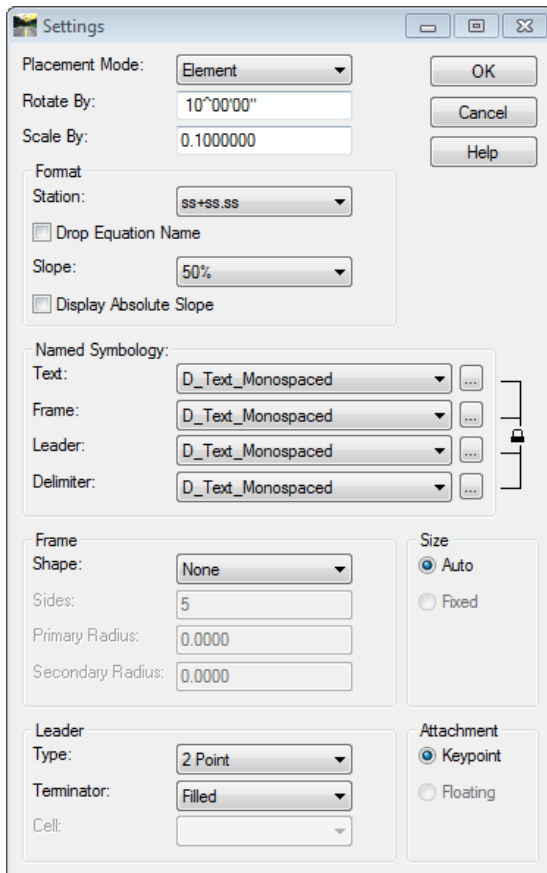 Settings
Placement Mode: Element OK
Rotate By: 10^00'00" Cancel
Scale By: 0.1000000 Help
Format
Station: ss+ss.ss
Drop Equation Name
Slope: 50%
Display Absolute Slope
Named Symbology:
Text: D_Text_Monospaced ...
Frame: D_Text_Monospaced ...
Leader: D_Text_Monospaced ...
Delimiter: D_Text_Monospaced ...
Frame Size
Shape: None Auto
Sides: 5 Fixed
Primary Radius: 0.0000
Secondary Radius: 0.0000
Leader Attachment
Type: 2 Point Keypoint
Terminator: Filled Floating
Cell: